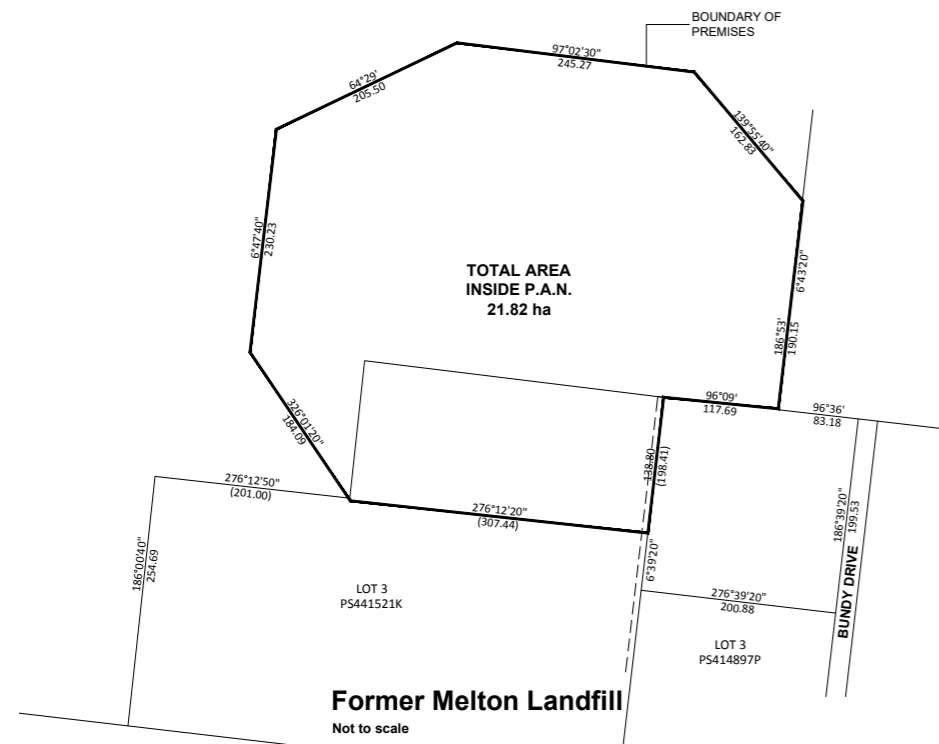 BOUNDARY OF
PREMISES
97°02'30"
245.27
64°29'
205.50
139°55'40"
162.83
6°47'40"
230.23
TOTAL AREA
INSIDE P.A.N.
21.82 ha
6°43'20"
186°53'
190.15
326°01'20"
184.09
96°09'
117.69
96°36'
83.18
138.80
(198.41)
276°12'50"
(201.00)
276°12'20"
(307.44)
186°39'20"
199.53
186°00'40"
254.69
6°39'20"
LOT 3
PS441521K
276°39'20"
200.88
BUNDY DRIVE
LOT 3
PS414897P
Former Melton Landfill
Not to scale